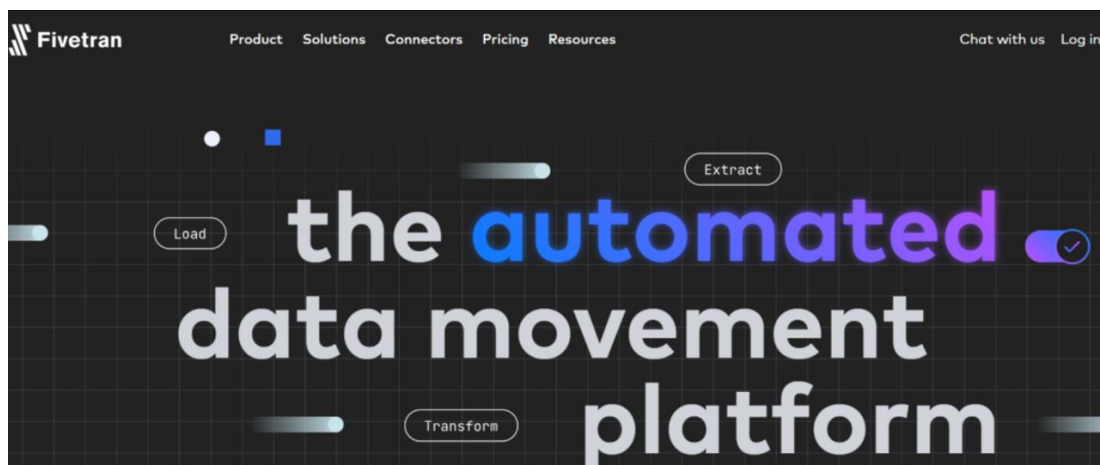 Fivetran Product Solutions Connectors Pricing Resources Chat with us Log in
Extract
Load
the automated
data movement
platform
Transform